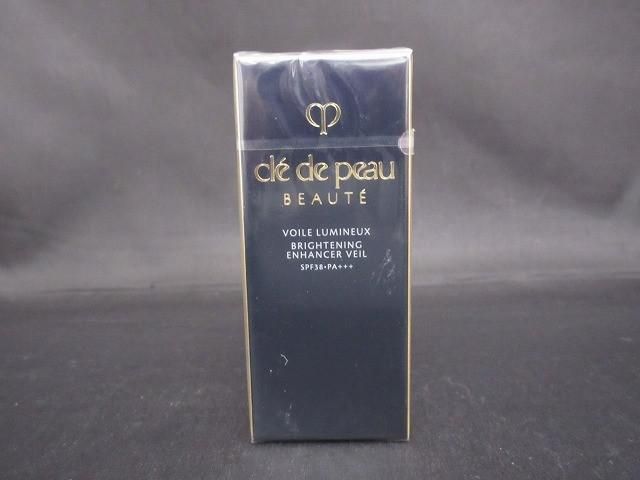 clé de peau
BEAUTÉ
VOILE LUMINEUX
BRIGHTENING
ENHANCER VEIL
SPF38•PA+++